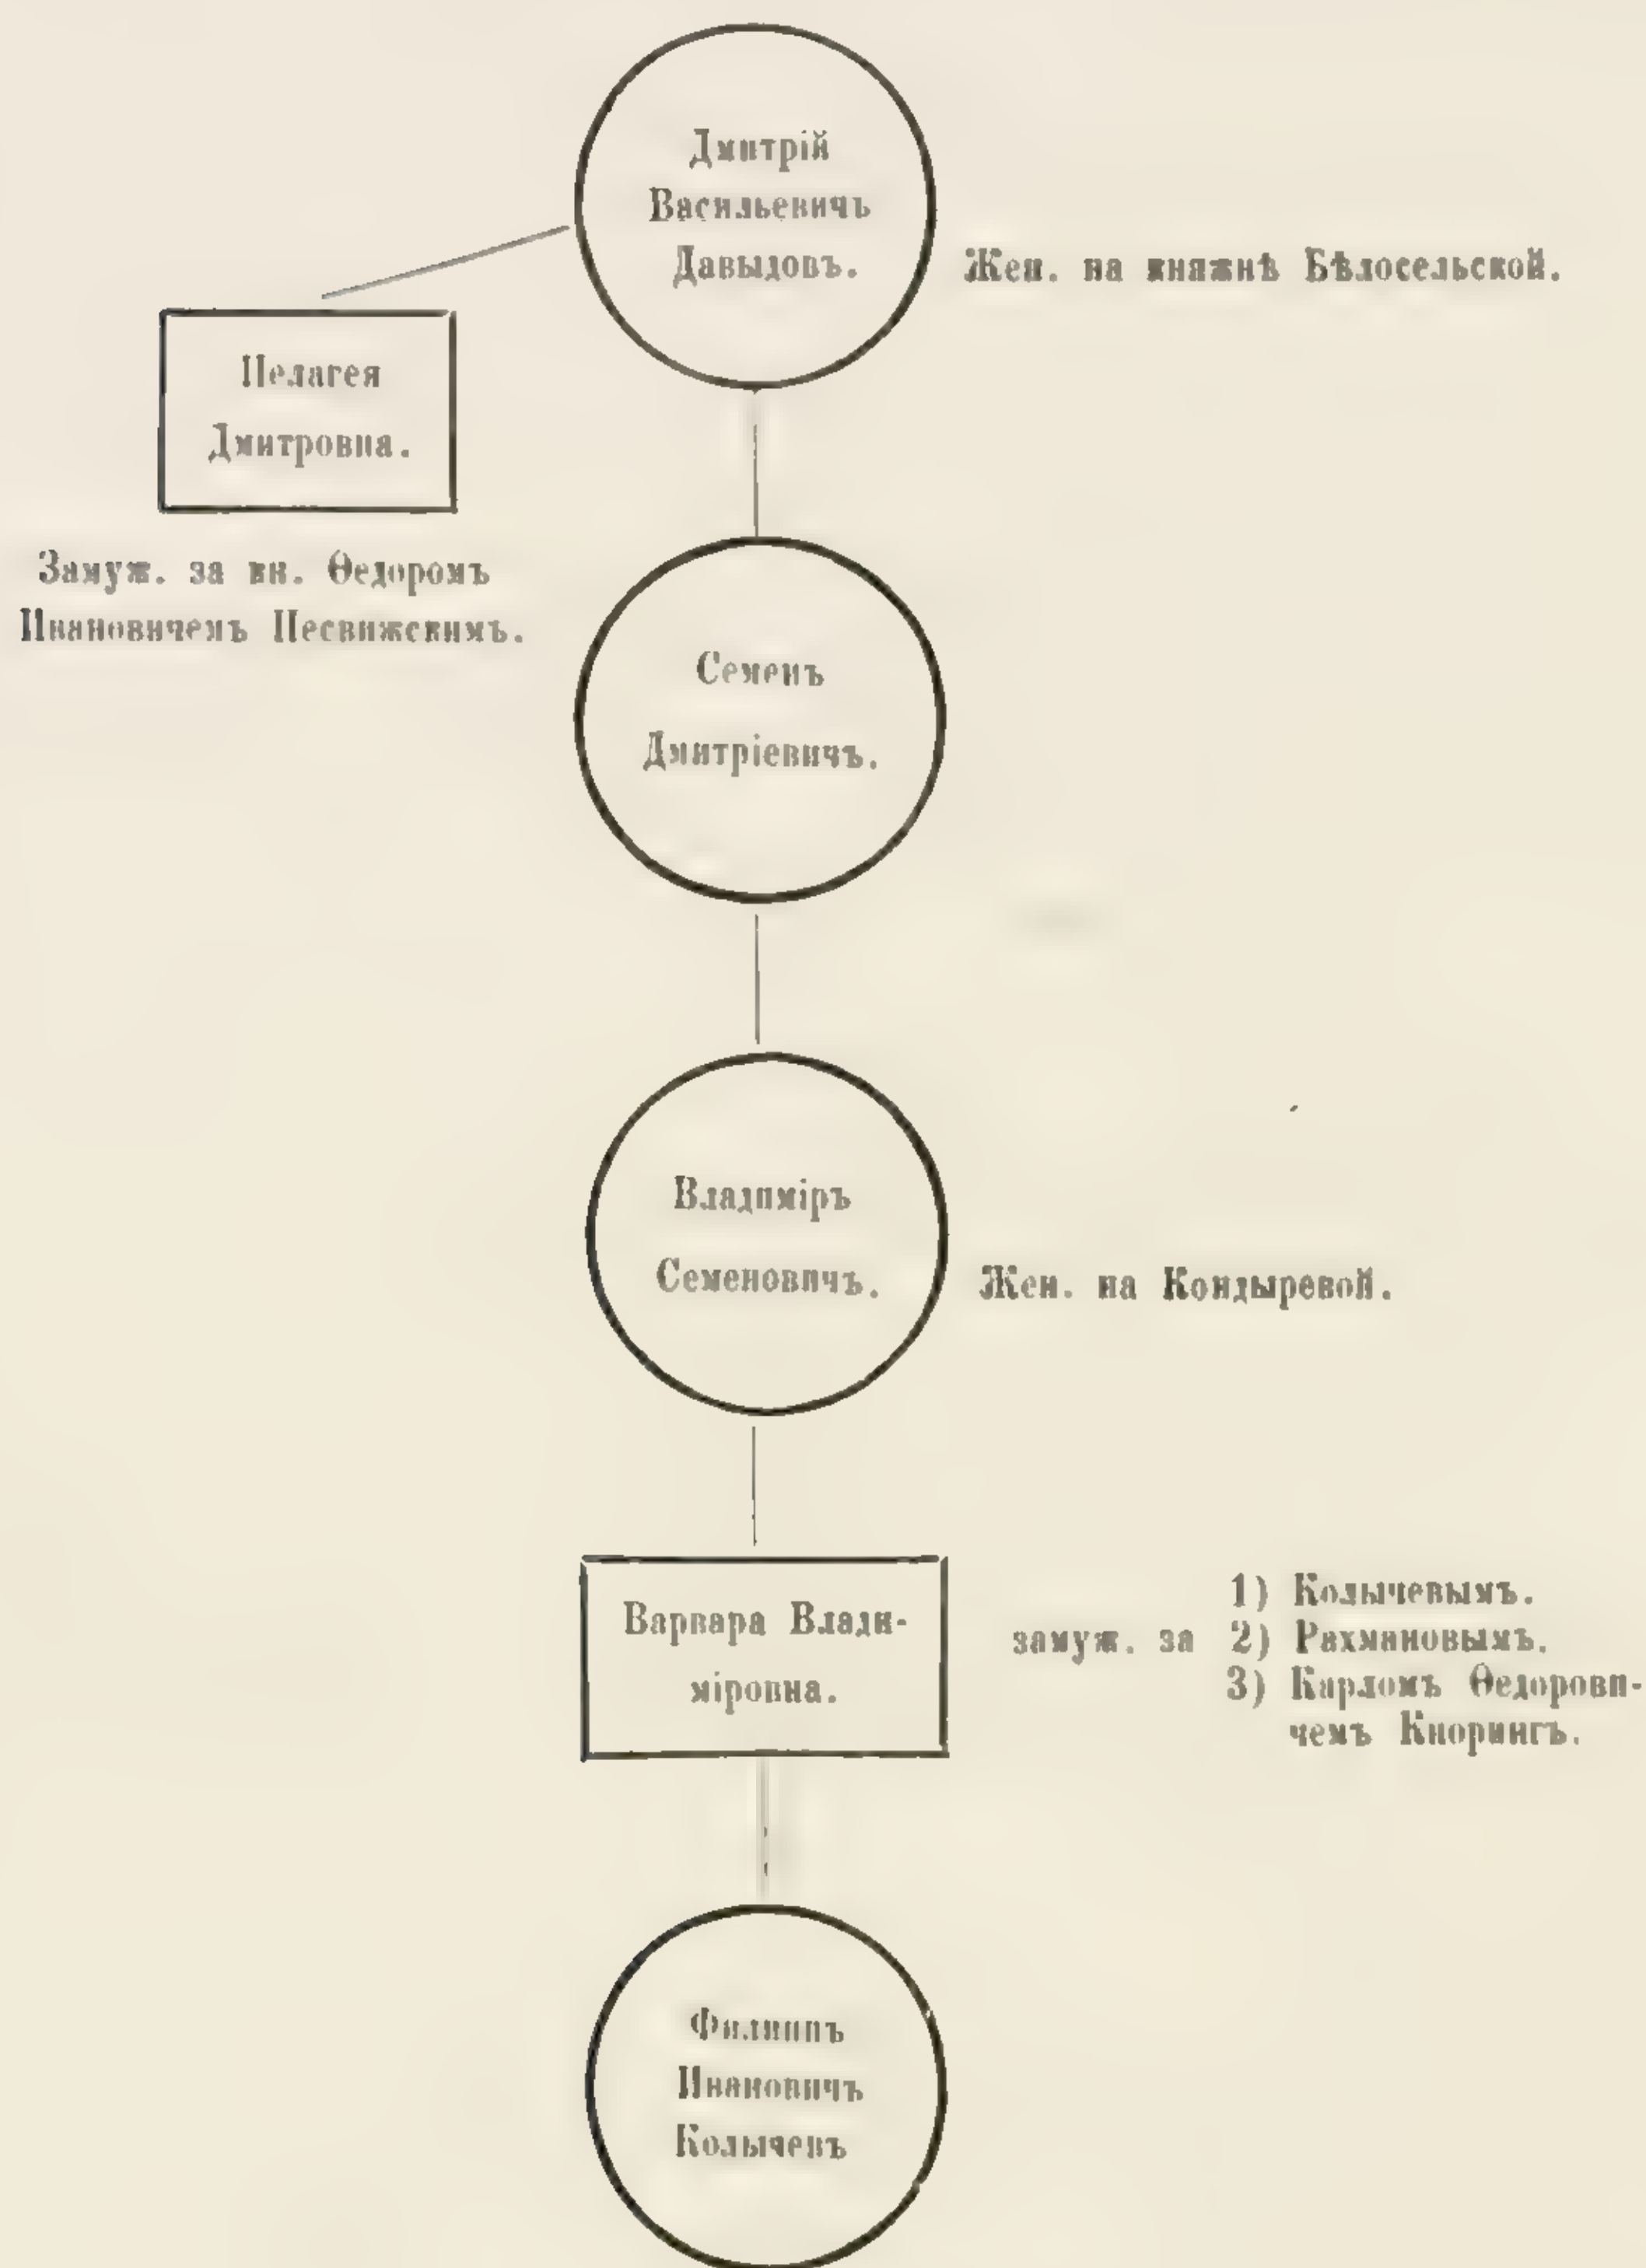 Дмитрій
Васильевичъ
Давыдовъ.
Жен. на княжнѣ Бѣлосельской.
Пелагея
Дмитровна.
Замуж. за кн. Ѳедоромъ
Ивановичемъ Несвижскимъ.
Семенъ
Дмитріевичъ.
Владиміръ
Семеновичъ.
Жен. на Кондыревой.
Варвара Влади-
міровна.
замуж. за
1) Колычевымъ.
2) Рахмановымъ.
3) Карломъ Ѳедорови-
чемъ Кнорингъ.
Филиппъ
Ивановичъ
Колычевъ